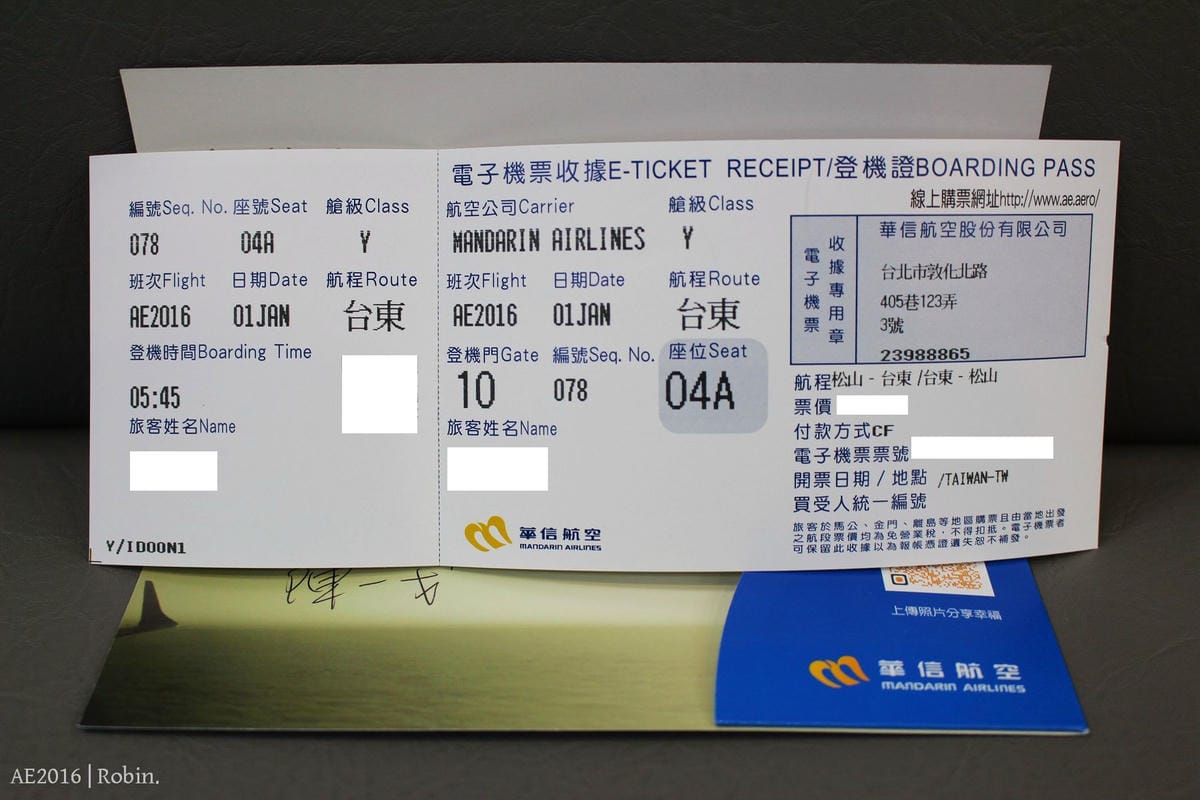 編號Seq. No. 座號Seat 艙級Class
078 04A Y
班次Flight 日期Date 航程Route
AE2016 01JAN 台東
登機時間Boarding Time
05:45
旅客姓名Name
Y/ID00N1
電子機票收據E-TICKET RECEIPT/登機證BOARDING PASS
線上購票網址http://www.ae.aero/
航空公司Carrier 艙級Class
MANDARIN AIRLINES Y
班次Flight 日期Date 航程Route
AE2016 01JAN 台東
登機門Gate 編號Seq. No. 座位Seat
10 078 04A
旅客姓名Name
華信航空
MANDARIN AIRLINES
電子機票
收據專用章
華信航空股份有限公司
台北市敦化北路
405巷123弄
3號
23988865
航程松山 - 台東 /台東 - 松山
票價
付款方式CF
電子機票票號
開票日期 / 地點 /TAIWAN-TW
買受人統一編號
旅客於馬公、金門、離島等地區購票且由當地出發
之航段票價均為免營業稅，不得扣抵。電子機票者
可保留此收據以為報帳憑證遺失恕不補發。
上傳照片分享幸福
華信航空
MANDARIN AIRLINES
AE2016 | Robin.